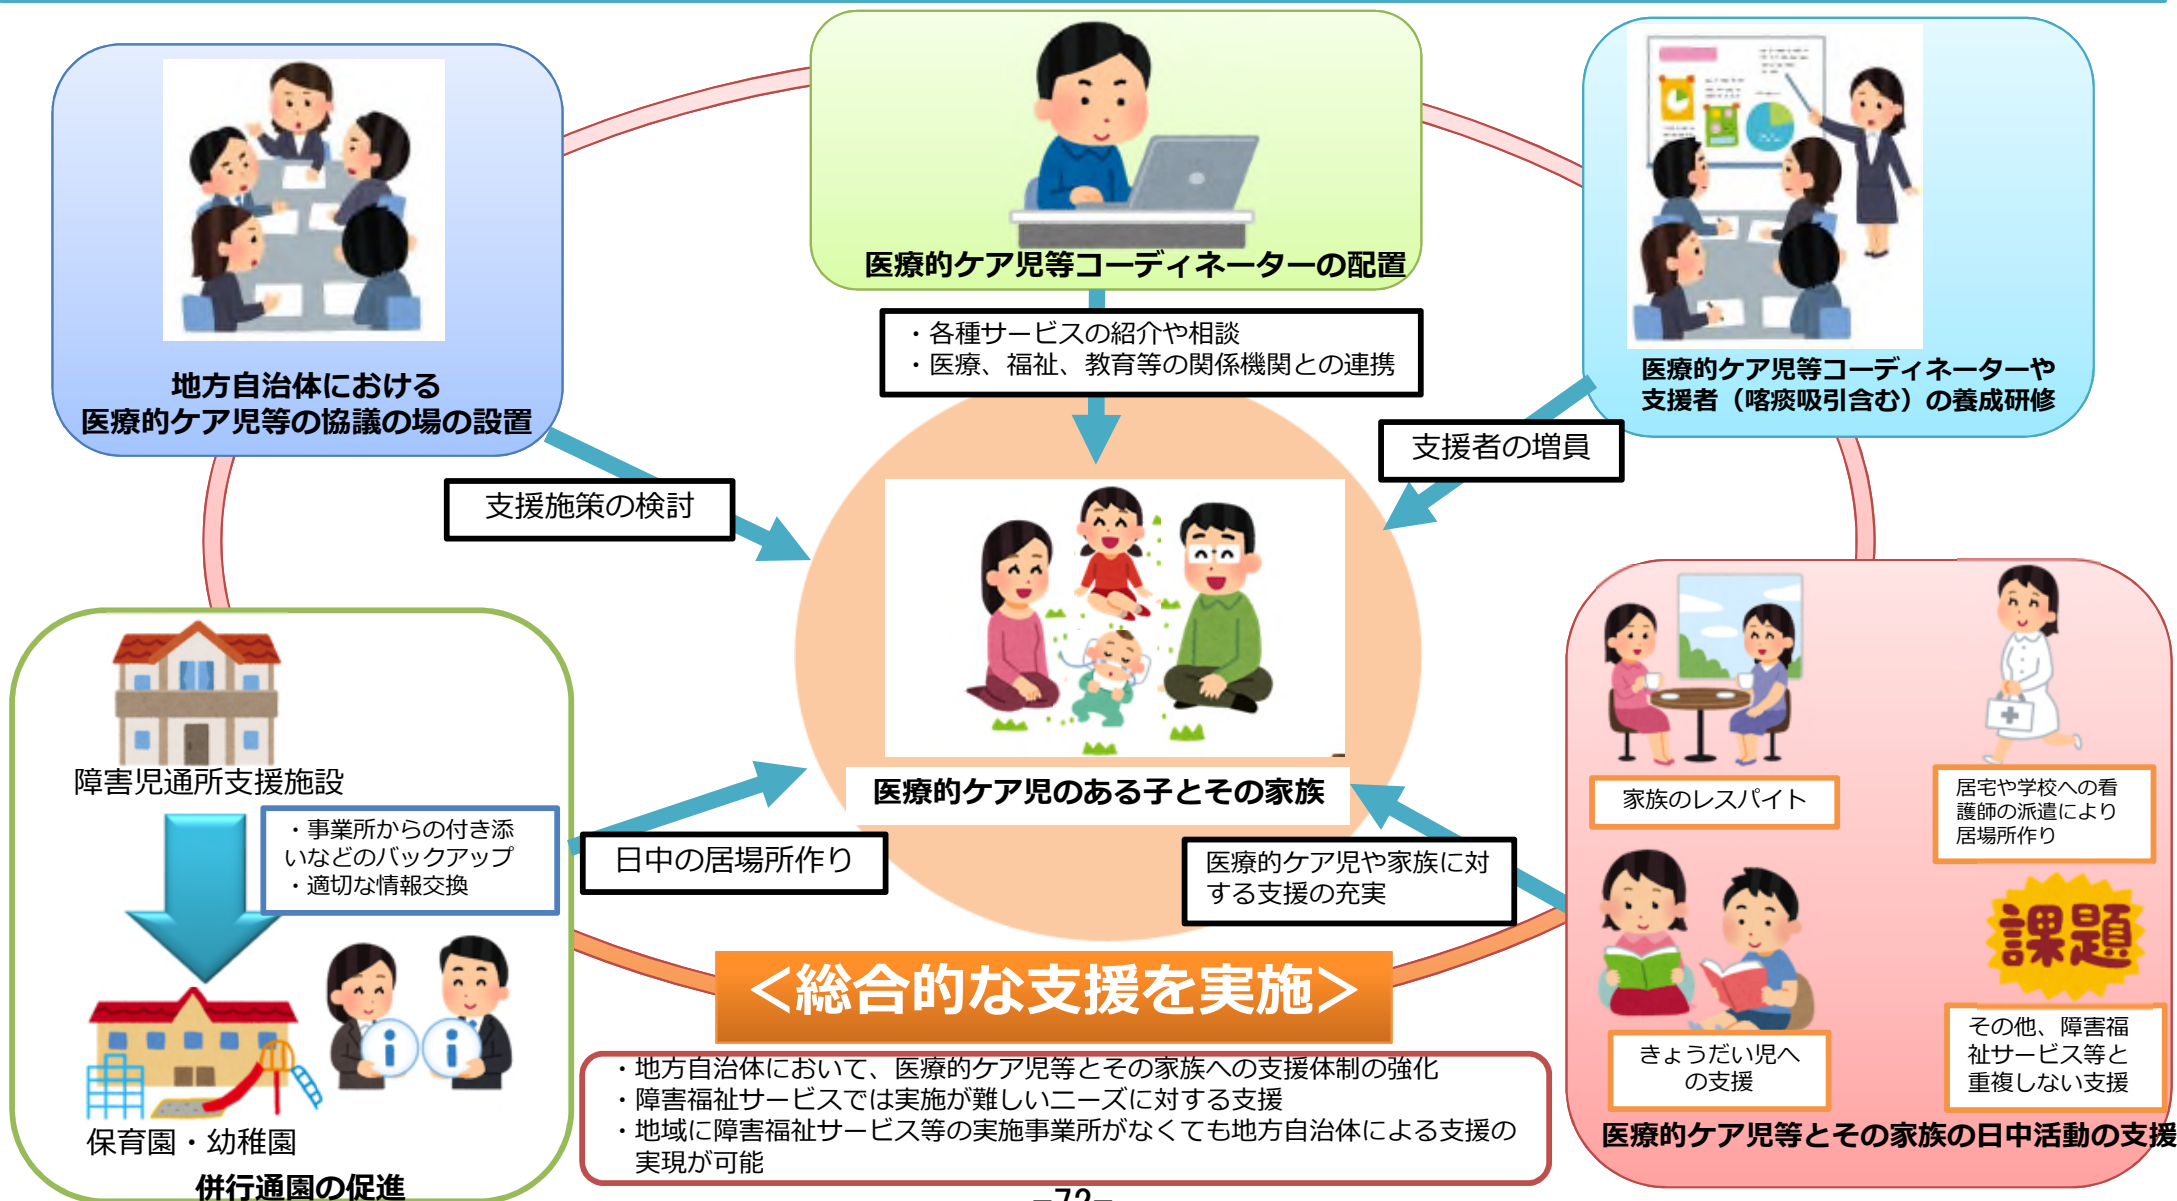 医療的ケア児等コーディネーターの配置
・各種サービスの紹介や相談
・医療、福祉、教育等の関係機関との連携
地方自治体における
医療的ケア児等の協議の場の設置
支援施策の検討
医療的ケア児等コーディネーターや
支援者（喀痰吸引含む）の養成研修
支援者の増員
医療的ケア児のある子とその家族
障害児通所支援施設
・事業所からの付き添
いなどのバックアップ
・適切な情報交換
保育園・幼稚園
併行通園の促進
日中の居場所作り
医療的ケア児や家族に対
する支援の充実
家族のレスパイト
居宅や学校への看
護師の派遣により
居場所作り
きょうだい児へ
の支援
課題
その他、障害福
祉サービス等と
重複しない支援
医療的ケア児等とその家族の日中活動の支援
＜総合的な支援を実施＞
・地方自治体において、医療的ケア児等とその家族への支援体制の強化
・障害福祉サービスでは実施が難しいニーズに対する支援
・地域に障害福祉サービス等の実施事業所がなくても地方自治体による支援の
実現が可能
-72-